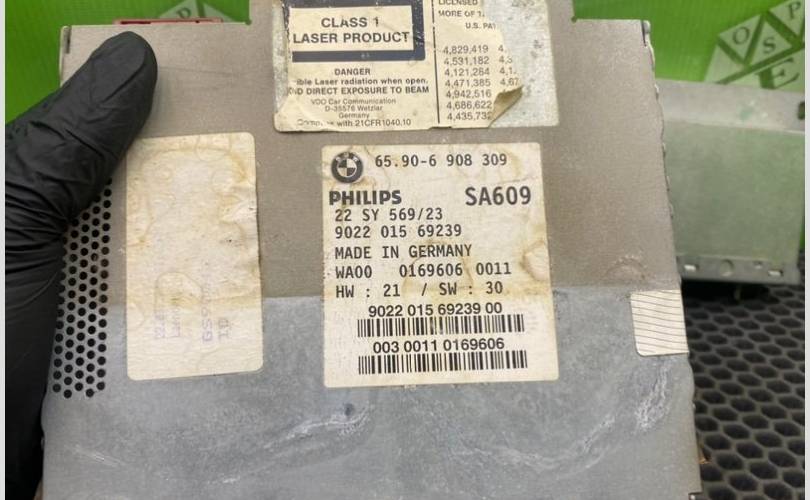 CLASS 1
LASER PRODUCT
DANGER
ible Laser radiation when open.
ND DIRECT EXPOSURE TO BEAM
VDO Car Communication
D-35576 Wetzlar
Germany
with 21CFR1040.10
LICENSED
MORE OF
U.S. PA
4,829,419
4,531,182
4,121,284
4,471,385
4,942,516
4,686,622
4,435,732
65.90-6 908 309
PHILIPS SA609
22 SY 569/23
9022 015 69239
MADE IN GERMANY
WA00 0169606 0011
HW : 21 / SW : 30
9022 015 69239 00
003 0011 0169606
O S P E